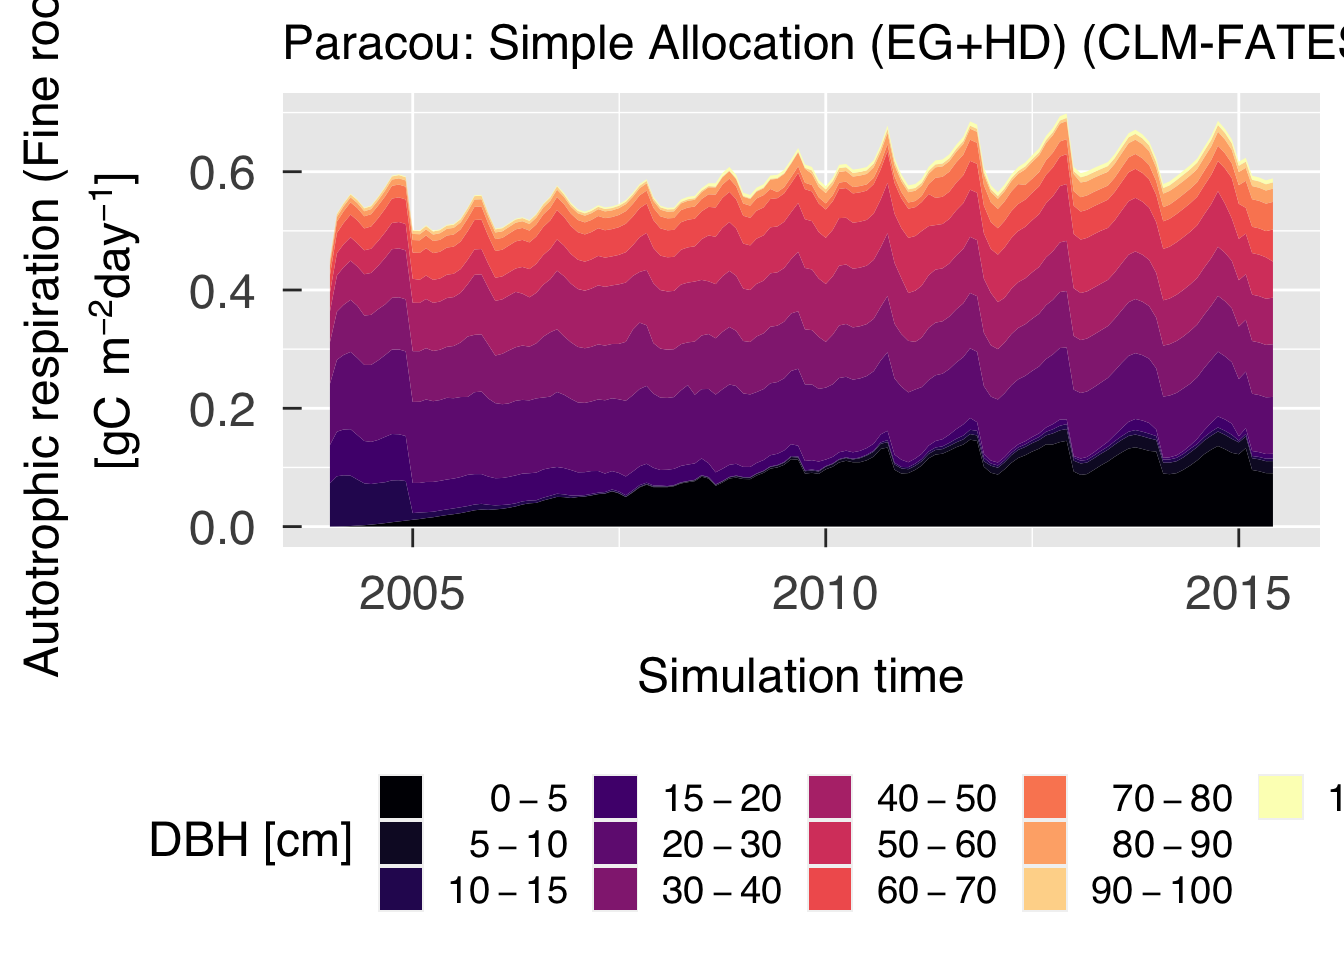 Paracou: Simple Allocation (EG+HD) (CLM-FATES
Autotrophic respiration (Fine roo
[gC m⁻²day⁻¹]
0.6
0.4
0.2
0.0
2005 2010 2015
Simulation time
DBH [cm]
0 – 5 15 – 20 40 – 50 70 – 80 1
5 – 10 20 – 30 50 – 60 80 – 90
10 – 15 30 – 40 60 – 70 90 – 100